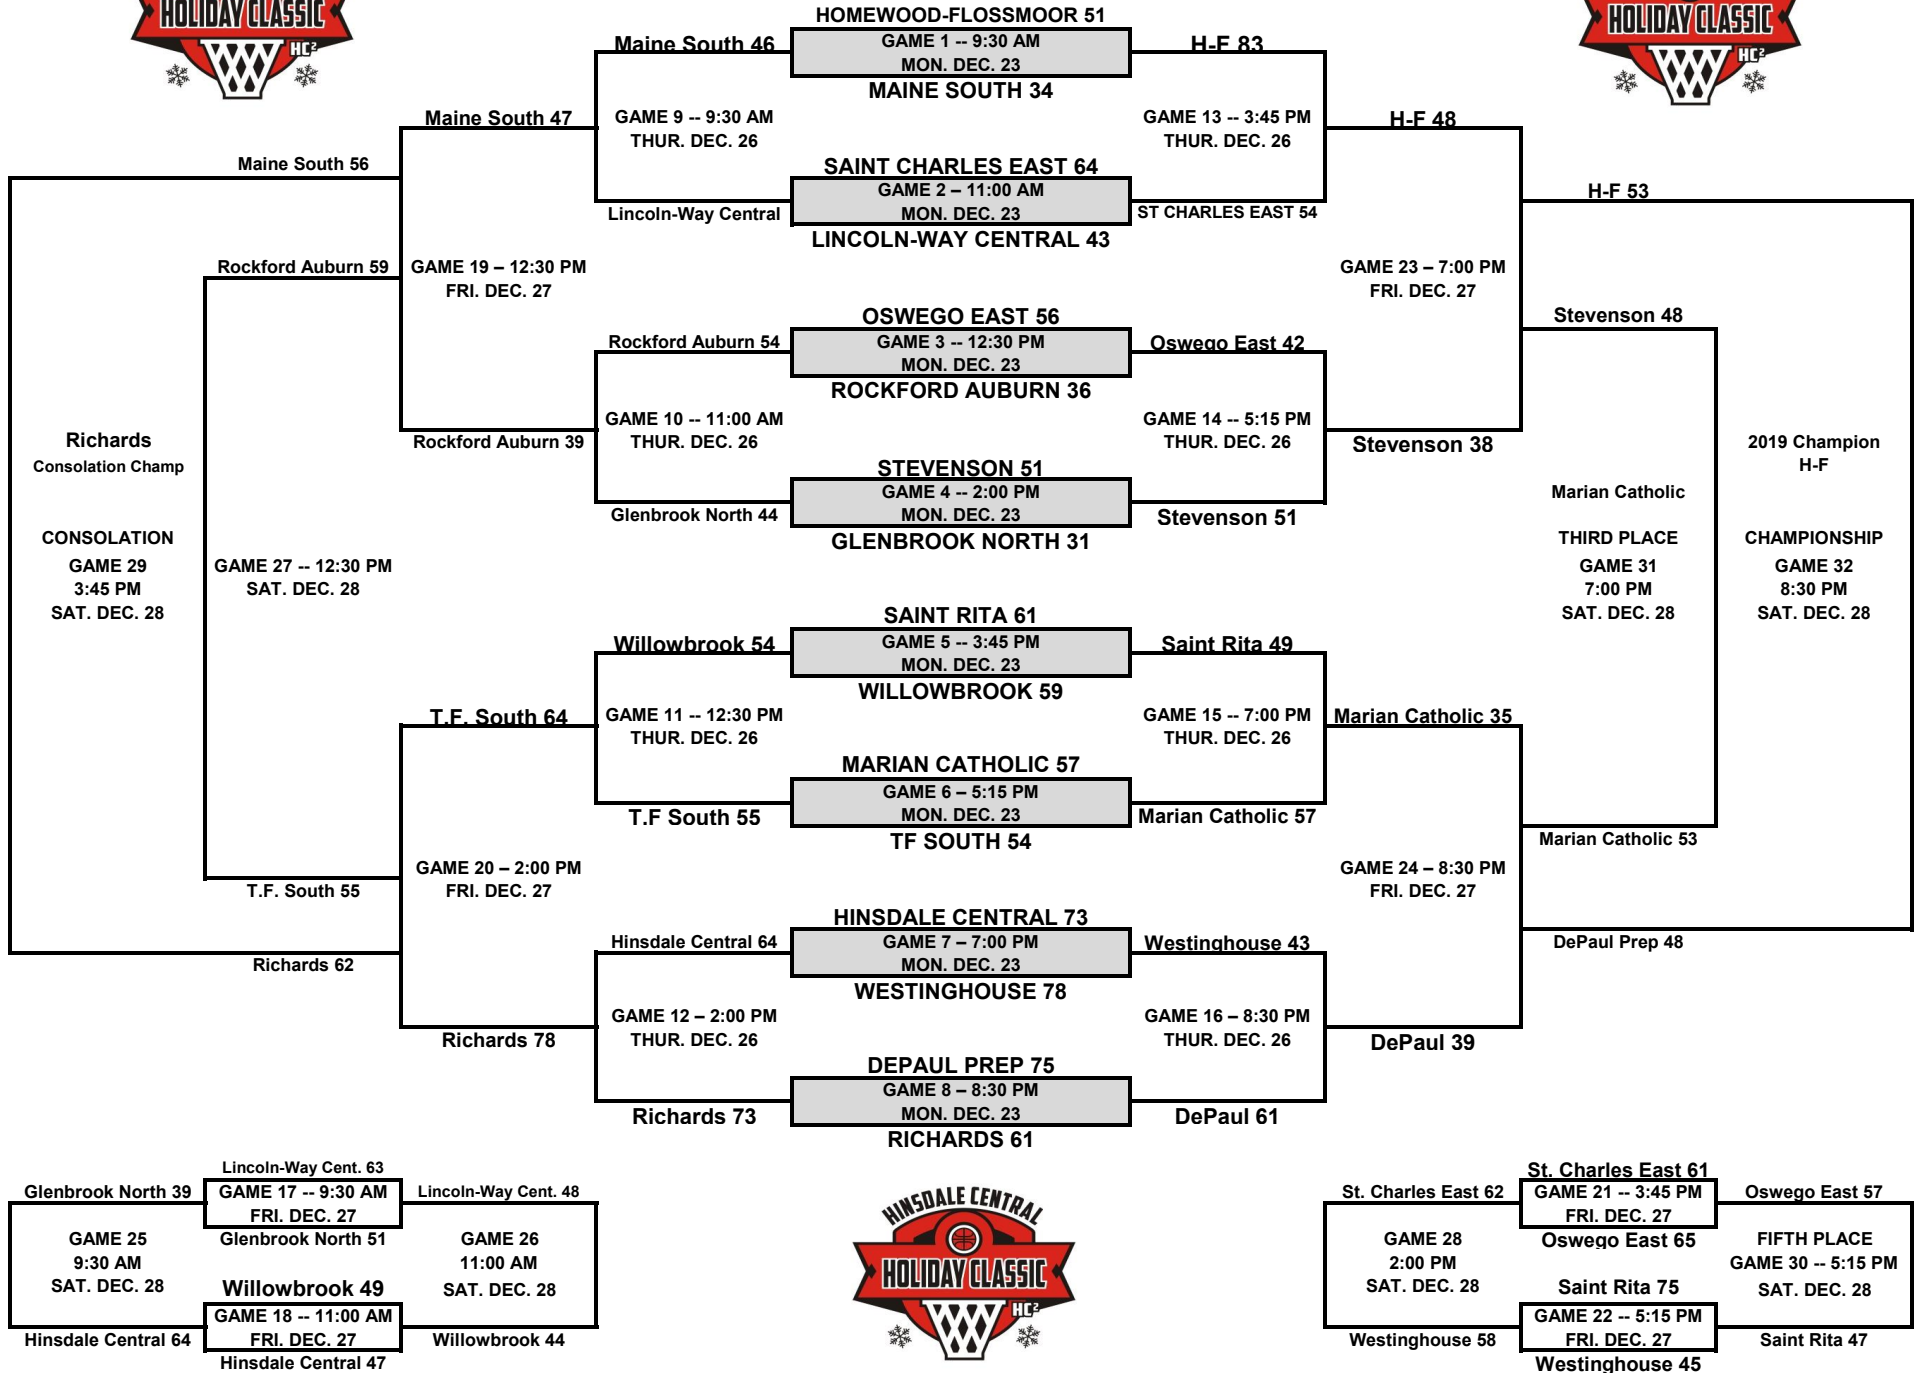 HOLIDAY CLASSIC
HC²
HOLIDAY CLASSIC
HC²
HOMEWOOD-FLOSSMOOR 51
Maine South 46
GAME 1 -- 9:30 AM
MON. DEC. 23
H-F 83
MAINE SOUTH 34
Maine South 47
GAME 9 -- 9:30 AM
THUR. DEC. 26
GAME 13 -- 3:45 PM
THUR. DEC. 26
H-F 48
Maine South 56
SAINT CHARLES EAST 64
GAME 2 – 11:00 AM
MON. DEC. 23
H-F 53
Lincoln-Way Central
ST CHARLES EAST 54
LINCOLN-WAY CENTRAL 43
Rockford Auburn 59
GAME 19 – 12:30 PM
FRI. DEC. 27
GAME 23 – 7:00 PM
FRI. DEC. 27
OSWEGO EAST 56
Stevenson 48
Rockford Auburn 54
GAME 3 -- 12:30 PM
MON. DEC. 23
Oswego East 42
ROCKFORD AUBURN 36
GAME 10 -- 11:00 AM
THUR. DEC. 26
GAME 14 -- 5:15 PM
THUR. DEC. 26
Richards
Consolation Champ
Rockford Auburn 39
Stevenson 38
2019 Champion
H-F
STEVENSON 51
GAME 4 -- 2:00 PM
MON. DEC. 23
Marian Catholic
Glenbrook North 44
Stevenson 51
GLENBROOK NORTH 31
CONSOLATION
GAME 29
3:45 PM
SAT. DEC. 28
GAME 27 -- 12:30 PM
SAT. DEC. 28
THIRD PLACE
GAME 31
7:00 PM
SAT. DEC. 28
CHAMPIONSHIP
GAME 32
8:30 PM
SAT. DEC. 28
SAINT RITA 61
Willowbrook 54
GAME 5 -- 3:45 PM
MON. DEC. 23
Saint Rita 49
WILLOWBROOK 59
T.F. South 64
GAME 11 -- 12:30 PM
THUR. DEC. 26
GAME 15 -- 7:00 PM
THUR. DEC. 26
Marian Catholic 35
MARIAN CATHOLIC 57
GAME 6 – 5:15 PM
MON. DEC. 23
T.F South 55
Marian Catholic 57
TF SOUTH 54
Marian Catholic 53
GAME 20 – 2:00 PM
FRI. DEC. 27
GAME 24 – 8:30 PM
FRI. DEC. 27
T.F. South 55
HINSDALE CENTRAL 73
Hinsdale Central 64
GAME 7 – 7:00 PM
MON. DEC. 23
Westinghouse 43
DePaul Prep 48
Richards 62
WESTINGHOUSE 78
GAME 12 – 2:00 PM
THUR. DEC. 26
GAME 16 – 8:30 PM
THUR. DEC. 26
Richards 78
DePaul 39
DEPAUL PREP 75
GAME 8 – 8:30 PM
MON. DEC. 23
Richards 73
DePaul 61
RICHARDS 61
Lincoln-Way Cent. 63
Glenbrook North 39
GAME 17 -- 9:30 AM
FRI. DEC. 27
Lincoln-Way Cent. 48
Glenbrook North 51
GAME 25
9:30 AM
SAT. DEC. 28
GAME 26
11:00 AM
SAT. DEC. 28
Willowbrook 49
GAME 18 -- 11:00 AM
FRI. DEC. 27
Hinsdale Central 64
Willowbrook 44
Hinsdale Central 47
HINSDALE CENTRAL
HOLIDAY CLASSIC
HC²
St. Charles East 61
St. Charles East 62
GAME 21 -- 3:45 PM
FRI. DEC. 27
Oswego East 57
Oswego East 65
GAME 28
2:00 PM
SAT. DEC. 28
FIFTH PLACE
GAME 30 -- 5:15 PM
SAT. DEC. 28
Saint Rita 75
GAME 22 -- 5:15 PM
FRI. DEC. 27
Westinghouse 58
Saint Rita 47
Westinghouse 45